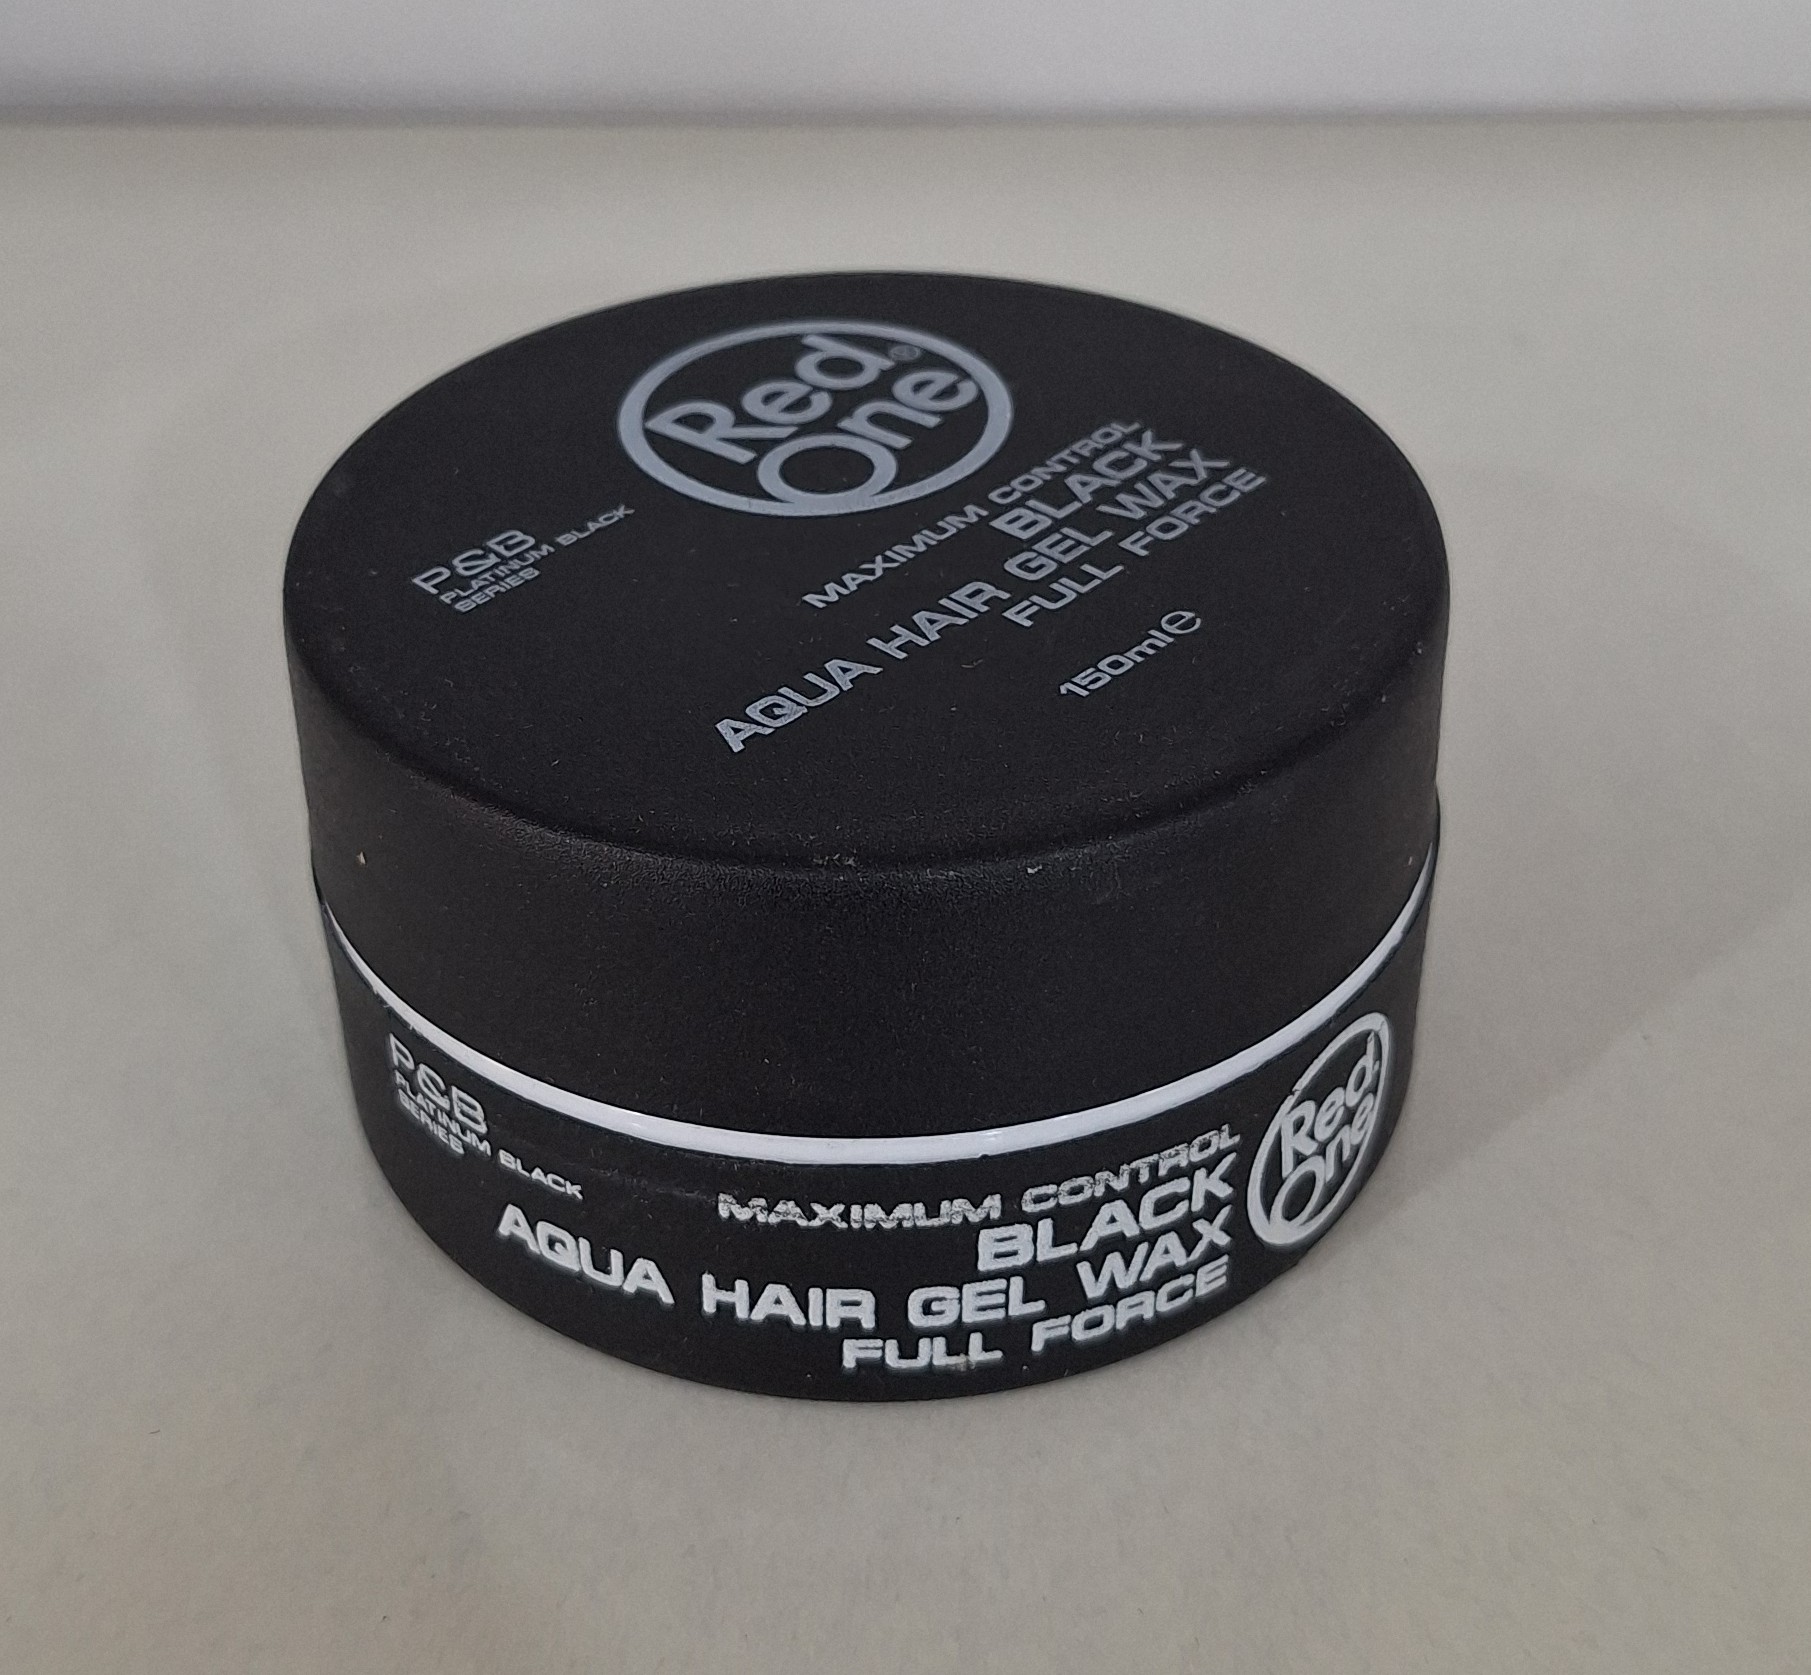 Red®
One
P&B
PLATINUM BLACK
SERIES
MAXIMUM CONTROL
BLACK
AQUA HAIR GEL WAX
FULL FORCE
150ml e
P&B
PLATINUM BLACK
SERIES
MAXIMUM CONTROL
BLACK
AQUA HAIR GEL WAX
FULL FORCE
Red
One